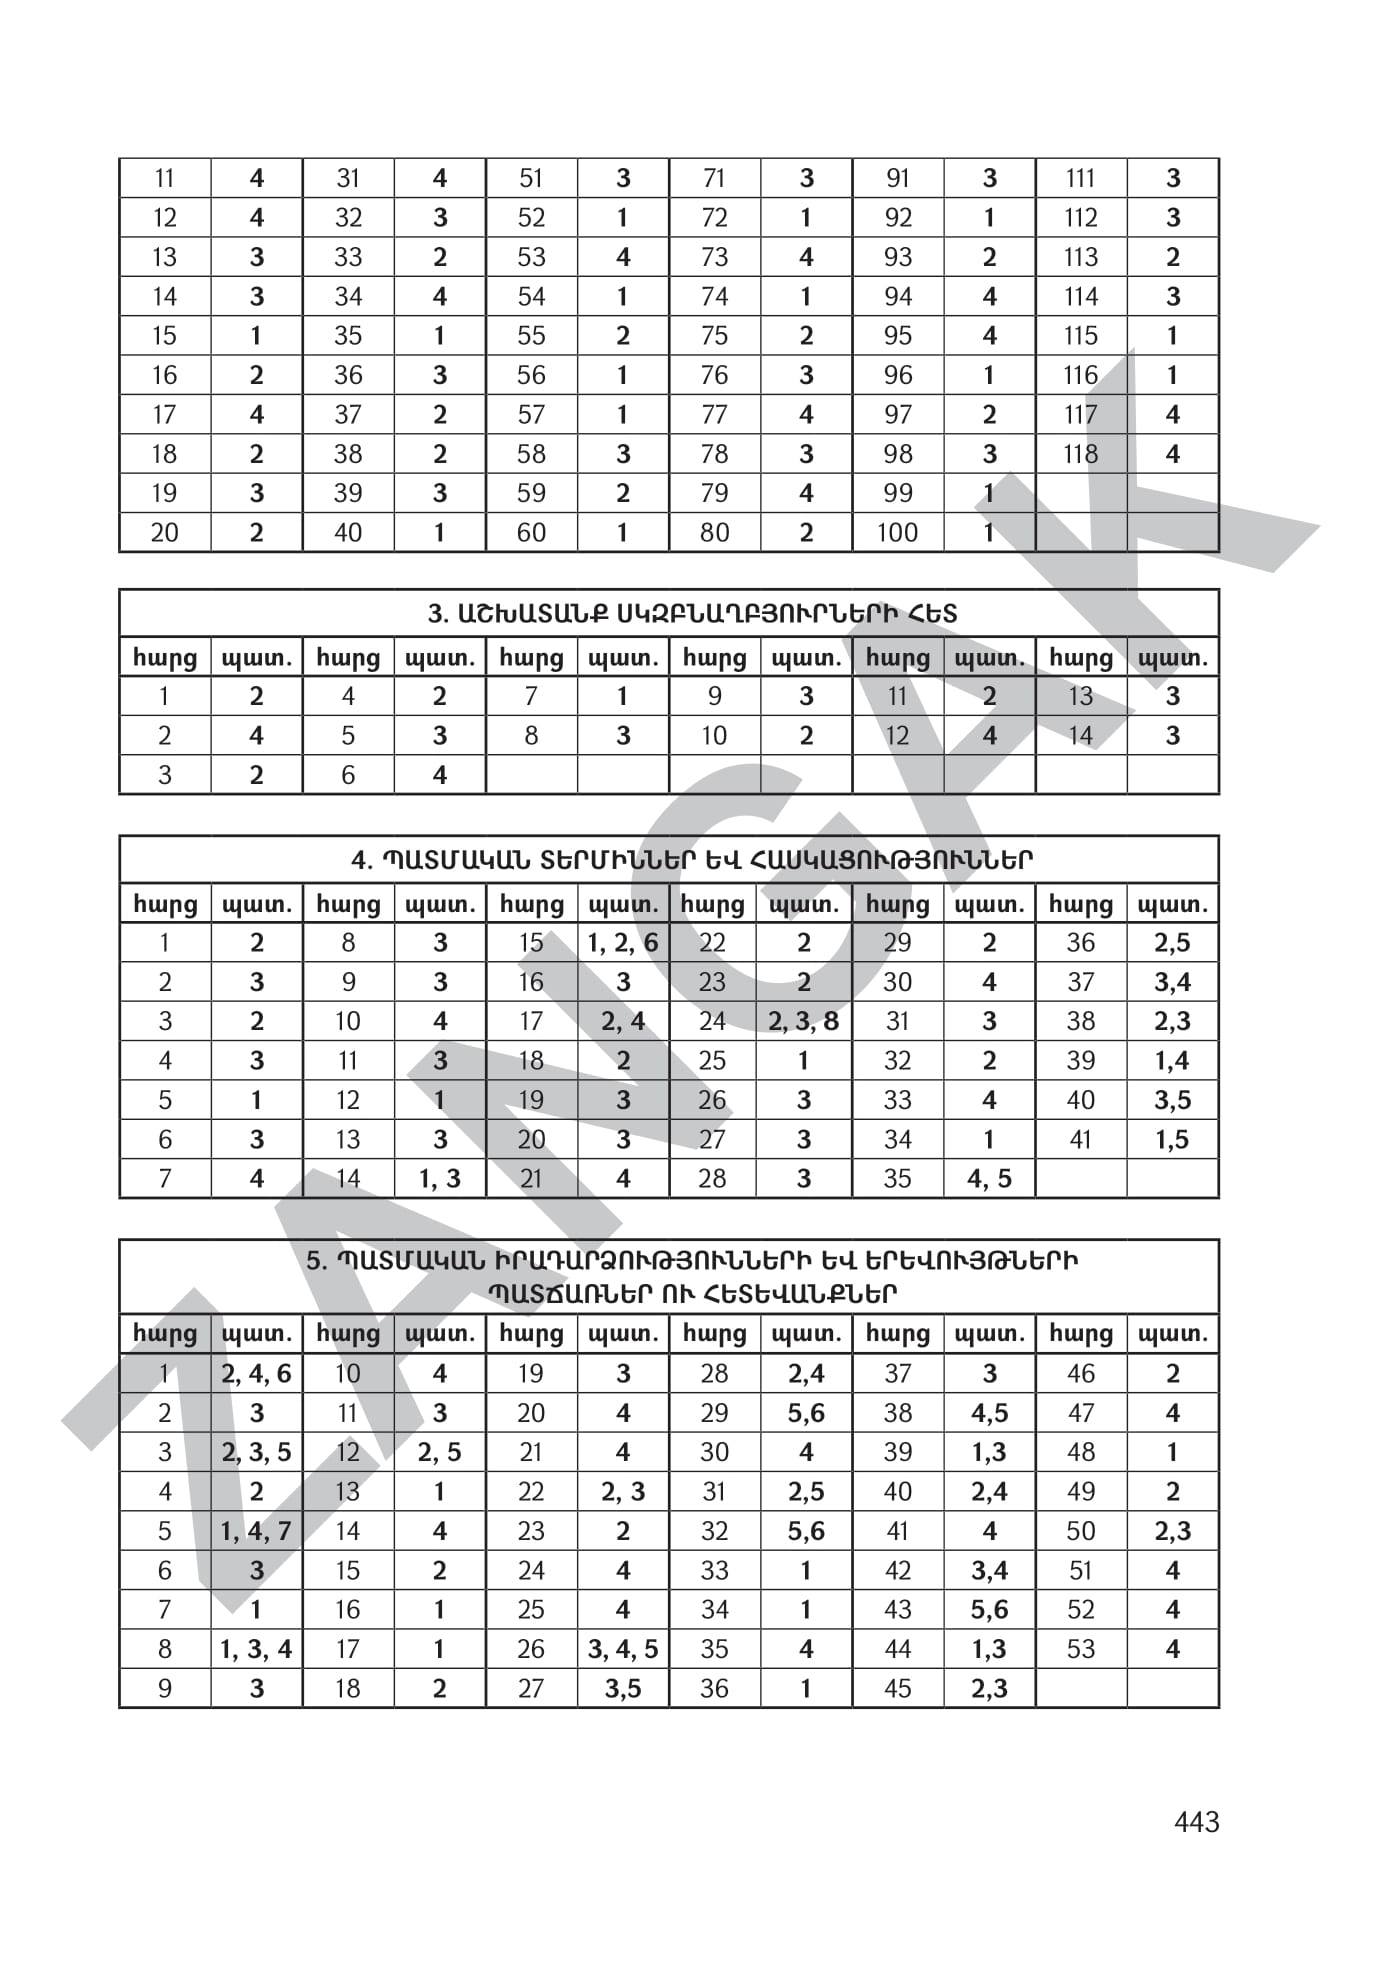 11 4 31 4 51 3 71 3 91 3 111 3
12 4 32 3 52 1 72 1 92 1 112 3
13 3 33 2 53 4 73 4 93 2 113 2
14 3 34 4 54 1 74 1 94 4 114 3
15 1 35 1 55 2 75 2 95 4 115 1
16 2 36 3 56 1 76 3 96 1 116 1
17 4 37 2 57 1 77 4 97 2 117 4
18 2 38 2 58 3 78 3 98 3 118 4
19 3 39 3 59 2 79 4 99 1
20 2 40 1 60 1 80 2 100 1
3. ԱՇԽԱՏԱՆՔ ՍԿԶԲՆԱՂԲՅՈՒՐՆԵՐԻ ՀԵՏ
հարց պատ. հարց պատ. հարց պատ. հարց պատ. հարց պատ. հարց պատ.
1 2 4 2 7 1 9 3 11 2 13 3
2 4 5 3 8 3 10 2 12 4 14 3
3 2 6 4
4. ՊԱՏՄԱԿԱՆ ՏԵՐՄԻՆՆԵՐ ԵՎ ՀԱՍԿԱՑՈՒԹՅՈՒՆՆԵՐ
հարց պատ. հարց պատ. հարց պատ. հարց պատ. հարց պատ. հարց պատ.
1 2 8 3 15 1, 2, 6 22 2 29 2 36 2,5
2 3 9 3 16 3 23 2 30 4 37 3,4
3 2 10 4 17 2, 4 24 2, 3, 8 31 3 38 2,3
4 3 11 3 18 2 25 1 32 2 39 1,4
5 1 12 1 19 3 26 3 33 4 40 3,5
6 3 13 3 20 3 27 3 34 1 41 1,5
7 4 14 1, 3 21 4 28 3 35 4, 5
5. ՊԱՏՄԱԿԱՆ ԻՐԱԴԱՐՁՈՒԹՅՈՒՆՆԵՐԻ ԵՎ ԵՐԵՎՈՒՅԹՆԵՐԻ
ՊԱՏՃԱՌՆԵՐ ՈՒ ՀԵՏԵՎԱՆՔՆԵՐ
հարց պատ. հարց պատ. հարց պատ. հարց պատ. հարց պատ. հարց պատ.
1 2, 4, 6 10 4 19 3 28 2,4 37 3 46 2
2 3 11 3 20 4 29 5,6 38 4,5 47 4
3 2, 3, 5 12 2, 5 21 4 30 4 39 1,3 48 1
4 2 13 1 22 2, 3 31 2,5 40 2,4 49 2
5 1, 4, 7 14 4 23 2 32 5,6 41 4 50 2,3
6 3 15 2 24 4 33 1 42 3,4 51 4
7 1 16 1 25 4 34 1 43 5,6 52 4
8 1, 3, 4 17 1 26 3, 4, 5 35 4 44 1,3 53 4
9 3 18 2 27 3,5 36 1 45 2,3
443
ZANGAK